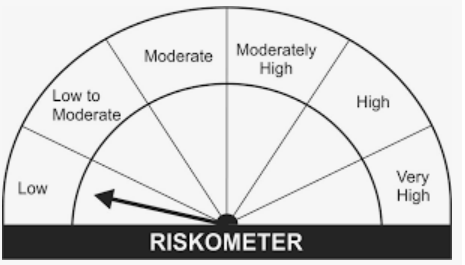 Low
Low to
Moderate
Moderate
Moderately
High
High
Very
High
RISKOMETER